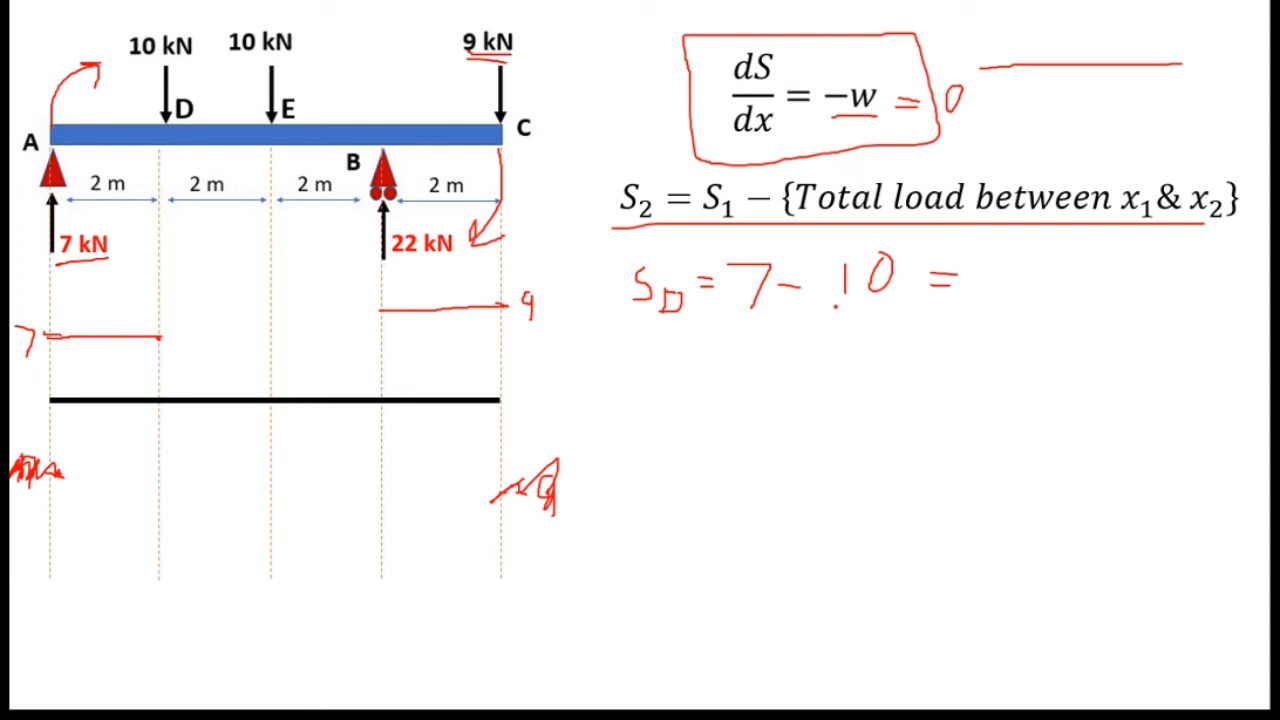 10 kN 10 kN 9 kN
D E
A B C
2 m 2 m 2 m 2 m
7 kN 22 kN
7 9
dS/dx = -w = 0
S₂ = S₁ − {Total load between x₁& x₂}
S_D = 7 - 10 =